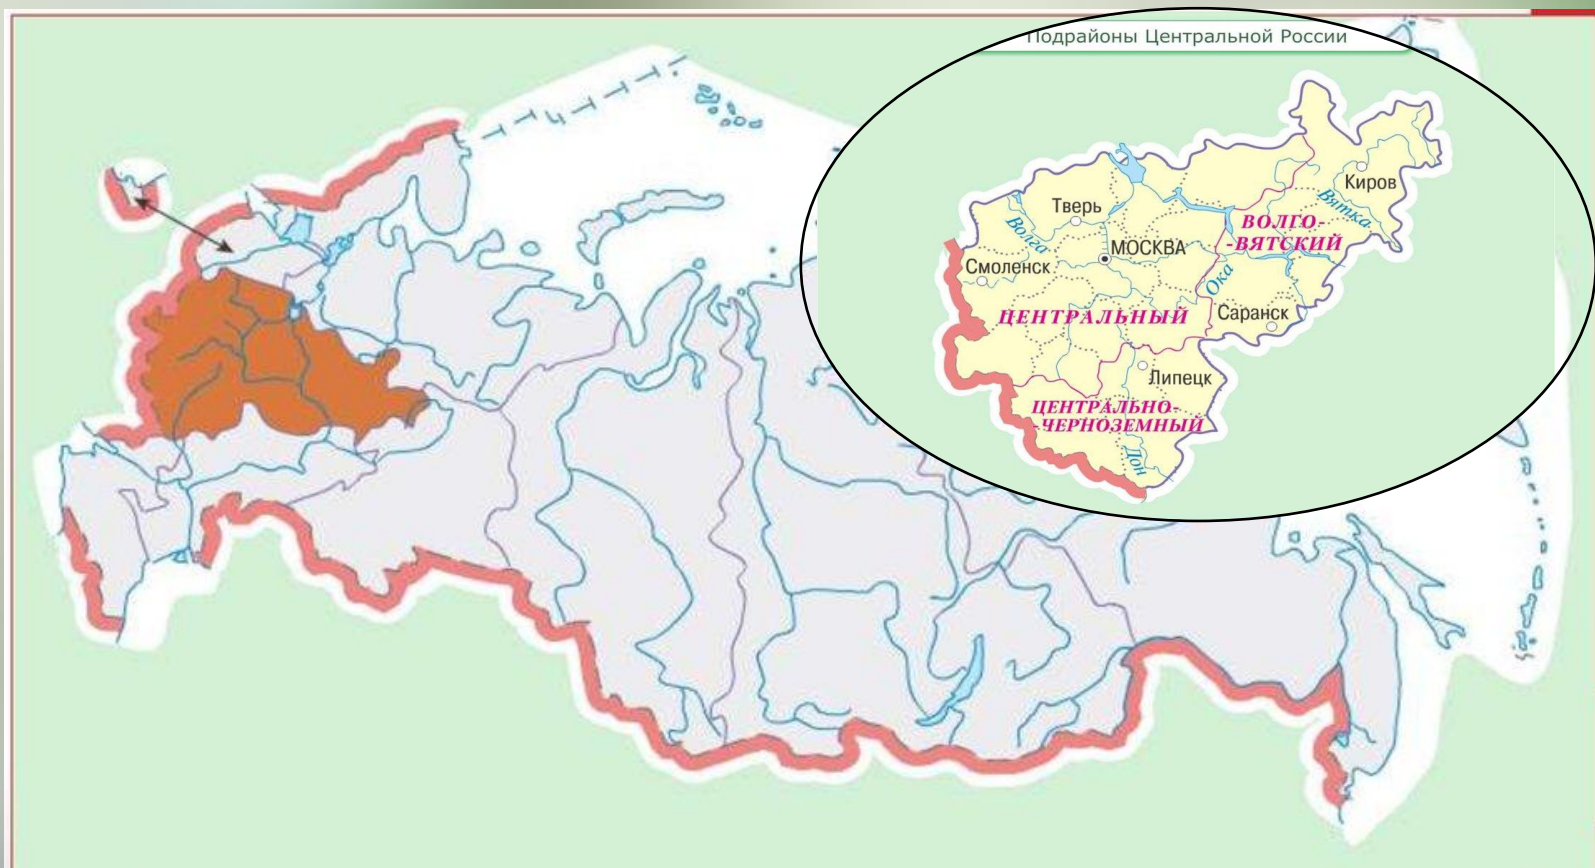 Подрайоны Центральной России
Киров
Вятка
Тверь
Волга
ВОЛГО-
-ВЯТСКИЙ
МОСКВА
Смоленск
Ока
ЦЕНТРАЛЬНЫЙ
Саранск
Липецк
ЦЕНТРАЛЬНО-
-ЧЕРНОЗЕМНЫЙ
Дон